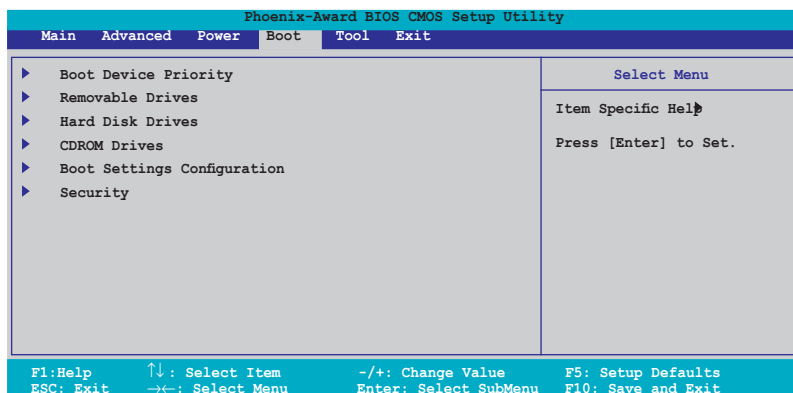 Phoenix-Award BIOS CMOS Setup Utility
Main Advanced Power Boot Tool Exit
Boot Device Priority
Removable Drives
Hard Disk Drives
CDROM Drives
Boot Settings Configuration
Security
Select Menu
Item Specific Help
Press [Enter] to Set.
F1:Help ↑↓: Select Item -/+: Change Value F5: Setup Defaults
ESC: Exit →←: Select Menu Enter: Select SubMenu F10: Save and Exit